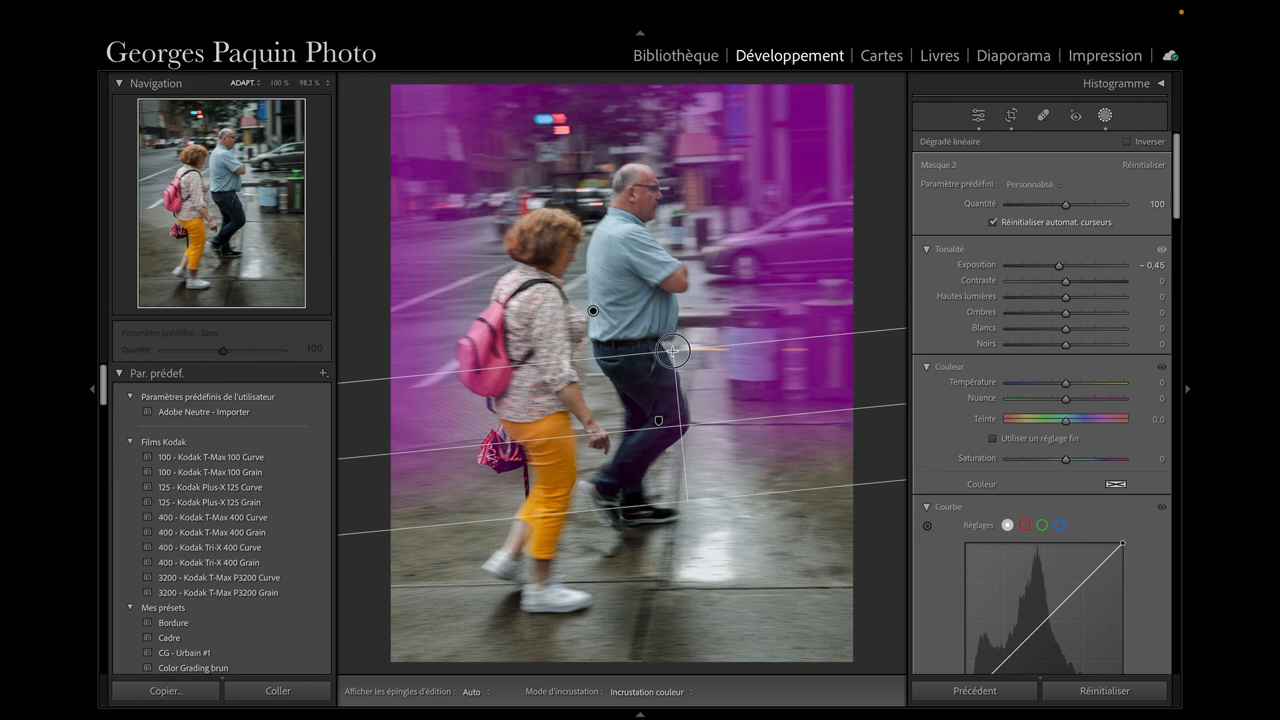 Georges Paquin Photo
Bibliothèque | Développement | Cartes | Livres | Diaporama | Impression |
Navigation ADAPT. 100 % 98.2 %
Paramètre prédéfini : Sans
Quantité 100
Par. prédef.
Paramètres prédéfinis de l'utilisateur
Adobe Neutre - Importer
Films Kodak
100 - Kodak T-Max 100 Curve
100 - Kodak T-Max 100 Grain
125 - Kodak Plus-X 125 Curve
125 - Kodak Plus-X 125 Grain
400 - Kodak T-Max 400 Curve
400 - Kodak T-Max 400 Grain
400 - Kodak Tri-X 400 Curve
400 - Kodak Tri-X 400 Grain
3200 - Kodak T-Max P3200 Curve
3200 - Kodak T-Max P3200 Grain
Mes présets
Bordure
Cadre
CG - Urbain #1
Color Grading brun
Copier... Coller
Afficher les épingles d'édition : Auto Mode d'incrustation : Incrustation couleur
Histogramme
Dégradé linéaire Inverser
Masque 2 Réinitialiser
Paramètre prédéfini : Personnalisé
Quantité 100
Réinitialiser automat. curseurs
Tonalité
Exposition – 0,45
Contraste 0
Hautes lumières 0
Ombres 0
Blancs 0
Noirs 0
Couleur
Température 0
Nuance 0
Teinte 0,0
Utiliser un réglage fin
Saturation 0
Couleur
Courbe
Réglages
Précédent Réinitialiser